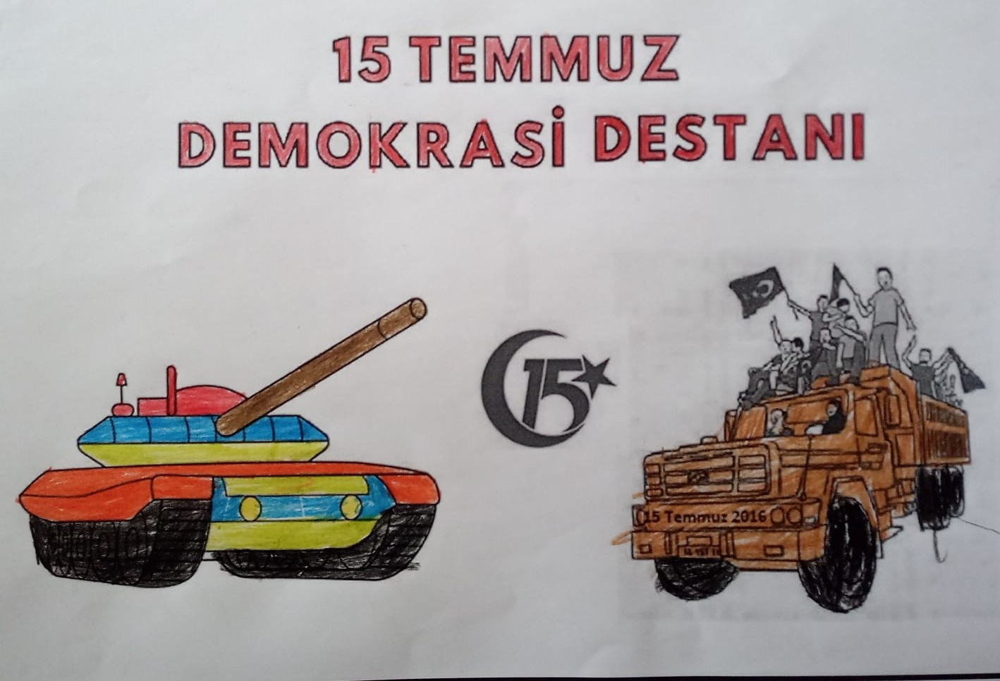 15 TEMMUZ
DEMOKRASİ DESTANI
15
15 Temmuz 2016